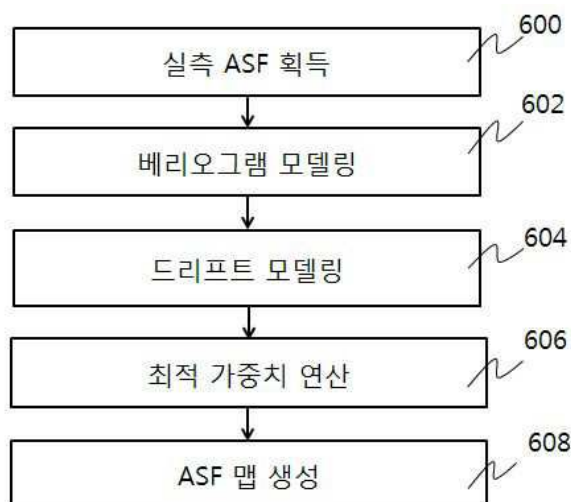 600
실측 ASF 획득
602
베리오그램 모델링
604
드리프트 모델링
606
최적 가중치 연산
608
ASF 맵 생성